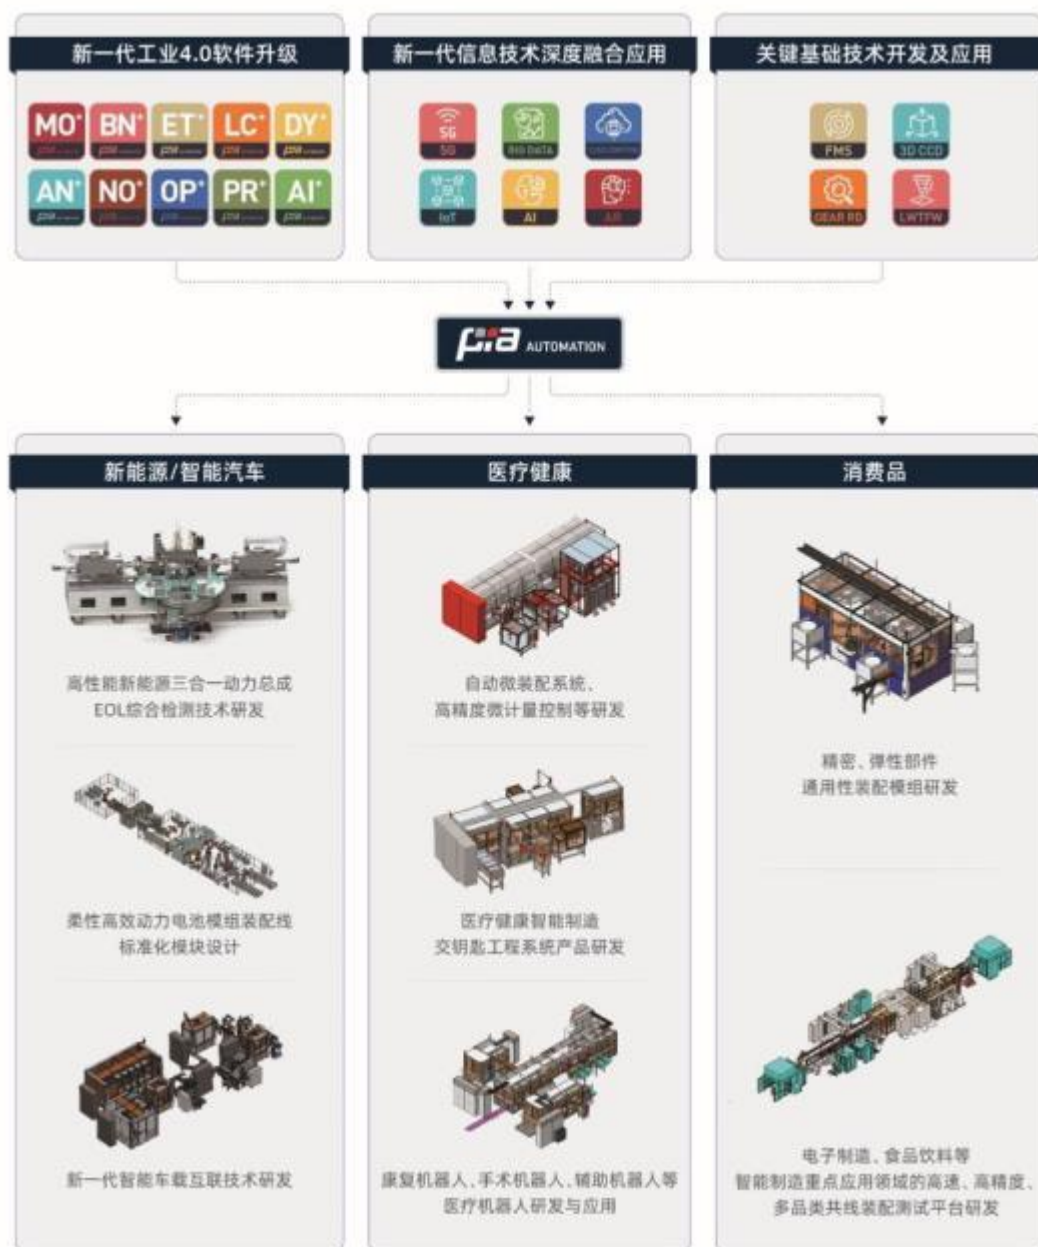 新一代工业4.0软件升级
新一代信息技术深度融合应用
关键基础技术开发及应用
MO+ BN+ ET+ LC+ DY+
AN+ NO+ OP+ PR+ AI+
5G
5G
BIG DATA
IoT
AI
AR
FMS
3D CCD
GEAR RD
LWTFW
pia AUTOMATION
新能源/智能汽车
高性能新能源三合一动力总成
EOL综合检测技术研发
柔性高效动力电池模组装配线
标准化模块设计
新一代智能车载互联技术研发
医疗健康
自动微装配系统、
高精度微计量控制等研发
医疗健康智能制造
交钥匙工程系统产品研发
康复机器人、手术机器人、辅助机器人等
医疗机器人研发与应用
消费品
精密、弹性部件
通用性装配模组研发
电子制造、食品饮料等
智能制造重点应用领域的高速、高精度、
多品类共线装配测试平台研发